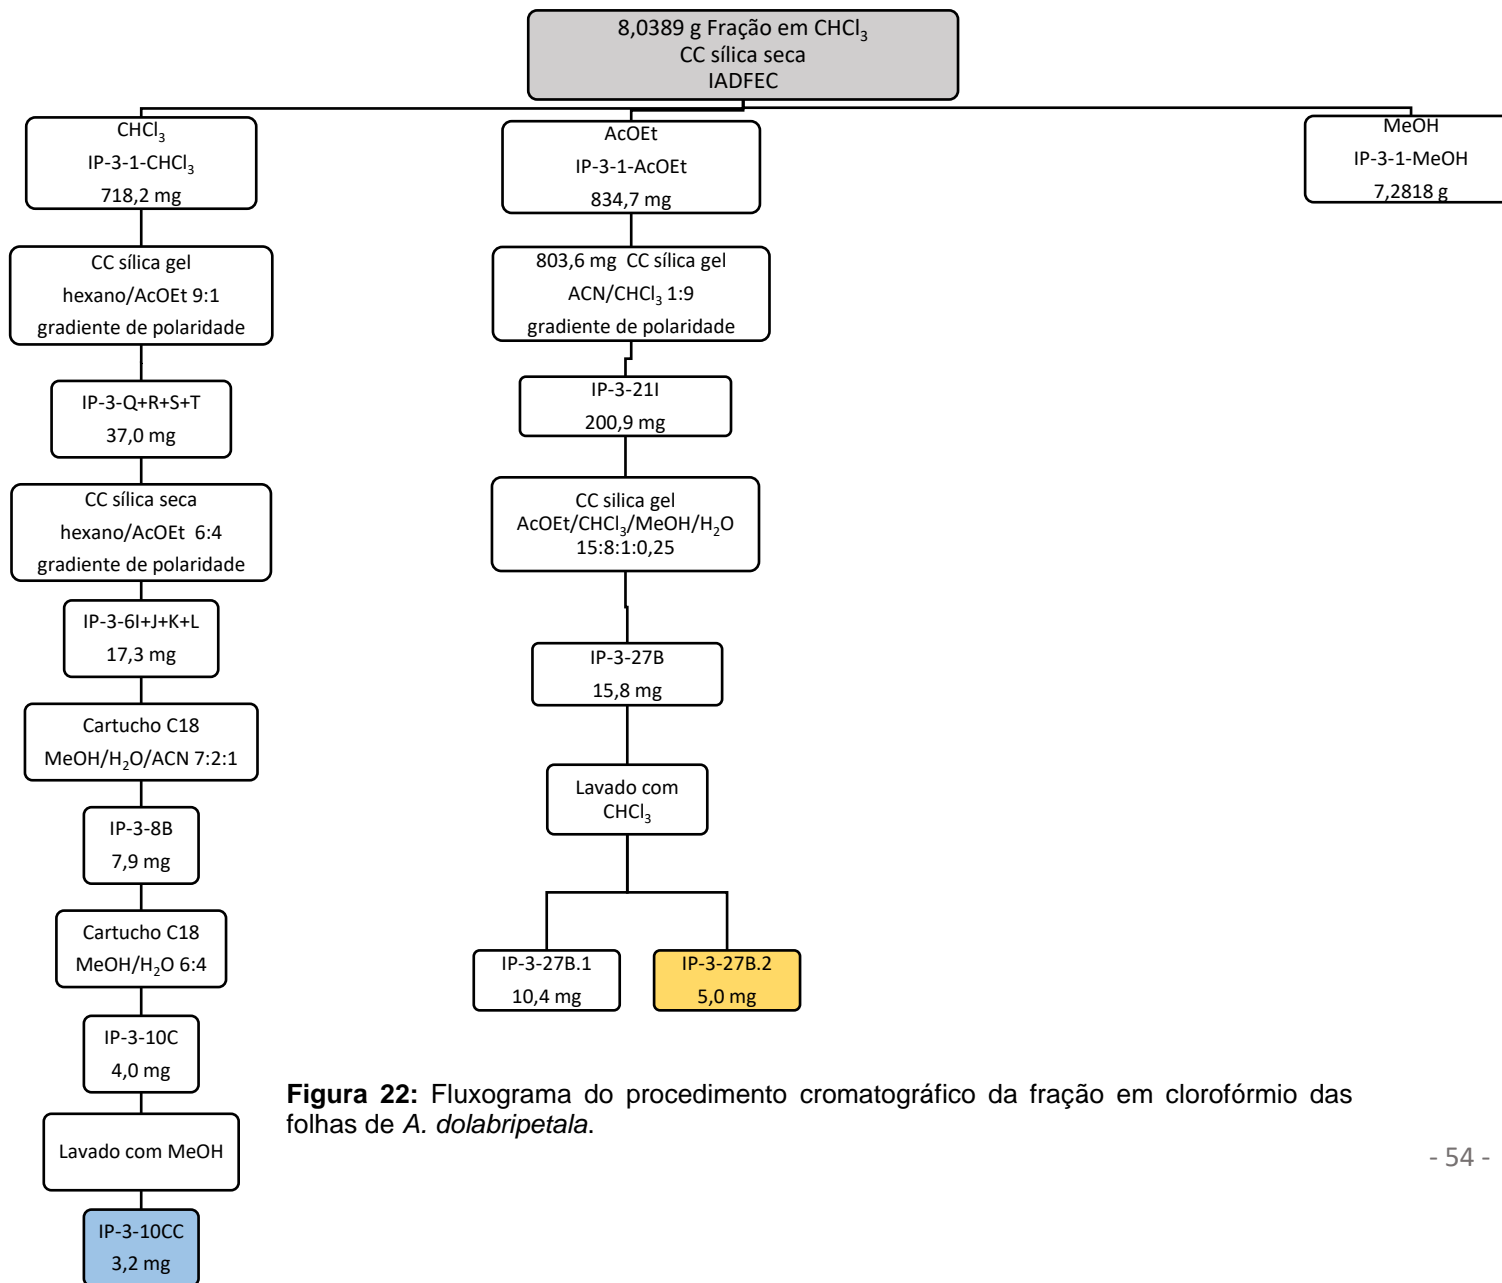 8,0389 g Fração em CHCl₃
CC sílica seca
IADFEC
CHCl₃
IP-3-1-CHCl₃
718,2 mg
CC sílica gel
hexano/AcOEt 9:1
gradiente de polaridade
IP-3-Q+R+S+T
37,0 mg
CC sílica seca
hexano/AcOEt 6:4
gradiente de polaridade
IP-3-6I+J+K+L
17,3 mg
Cartucho C18
MeOH/H₂O/ACN 7:2:1
IP-3-8B
7,9 mg
Cartucho C18
MeOH/H₂O 6:4
IP-3-10C
4,0 mg
Lavado com MeOH
IP-3-10CC
3,2 mg
AcOEt
IP-3-1-AcOEt
834,7 mg
803,6 mg CC sílica gel
ACN/CHCl₃ 1:9
gradiente de polaridade
IP-3-21I
200,9 mg
CC silica gel
AcOEt/CHCl₃/MeOH/H₂O
15:8:1:0,25
IP-3-27B
15,8 mg
Lavado com
CHCl₃
IP-3-27B.1
10,4 mg
IP-3-27B.2
5,0 mg
MeOH
IP-3-1-MeOH
7,2818 g
Figura 22: Fluxograma do procedimento cromatográfico da fração em clorofórmio das
folhas de A. dolabripetala.
- 54 -